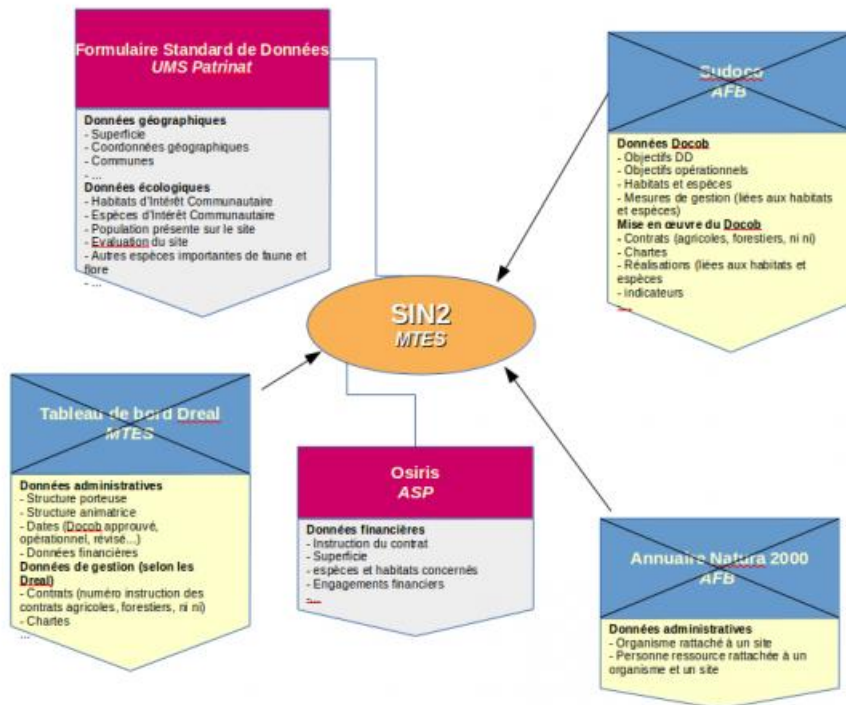 Formulaire Standard de Données
UMS Patrinat
Données géographiques
- Superficie
- Coordonnées géographiques
- Communes
- ...
Données écologiques
- Habitats d'Intérêt Communautaire
- Espèces d'Intérêt Communautaire
- Population présente sur le site
- Evaluation du site
- Autres espèces importantes de faune et
flore
- ...
Sudoco
AFB
Données Docob
- Objectifs DD
- Objectifs opérationnels
- Habitats et espèces
- Mesures de gestion (liées aux habitats
et espèces)
Mise en œuvre du Docob
- Contrats (agricoles, forestiers, ni ni)
- Chartes
- Réalisations (liées aux habitats et
espèces
- indicateurs
-...
SIN2
MTES
Tableau de bord Dreal
MTES
Données administratives
- Structure porteuse
- Structure animatrice
- Dates (Docob approuvé,
opérationnel, révisé...)
- Données financières
Données de gestion (selon les
Dreal)
- Contrats (numéro instruction des
contrats agricoles, forestiers, ni ni)
- Chartes
...
Osiris
ASP
Données financières
- Instruction du contrat
- Superficie
- espèces et habitats concernés
- Engagements financiers
-...
Annuaire Natura 2000
AFB
Données administratives
- Organisme rattaché à un site
- Personne ressource rattachée à un
organisme et un site